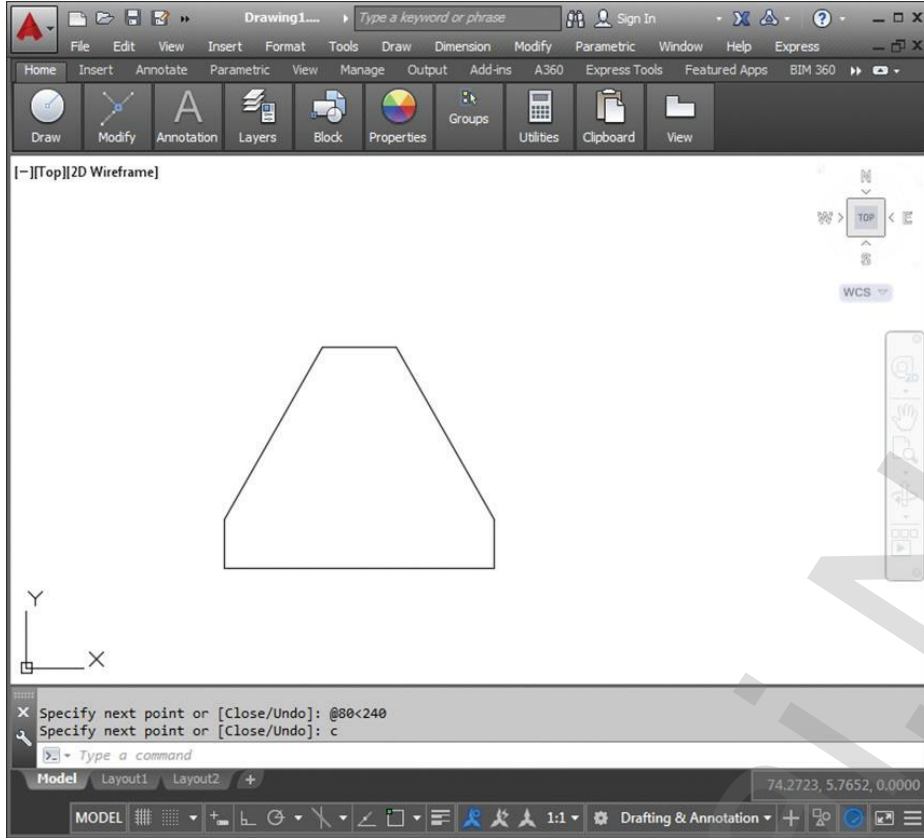 Drawing1.... Type a keyword or phrase Sign In
File Edit View Insert Format Tools Draw Dimension Modify Parametric Window Help Express
Home Insert Annotate Parametric View Manage Output Add-ins A360 Express Tools Featured Apps BIM 360
Draw Modify Annotation Layers Block Properties Groups Utilities Clipboard View
[−][Top][2D Wireframe]
N
W TOP E
S
WCS
2D
Y
X
Specify next point or [Close/Undo]: @80<240
Specify next point or [Close/Undo]: c
Type a command
Model Layout1 Layout2 +
74.2723, 5.7652, 0.0000
MODEL 1:1 Drafting & Annotation